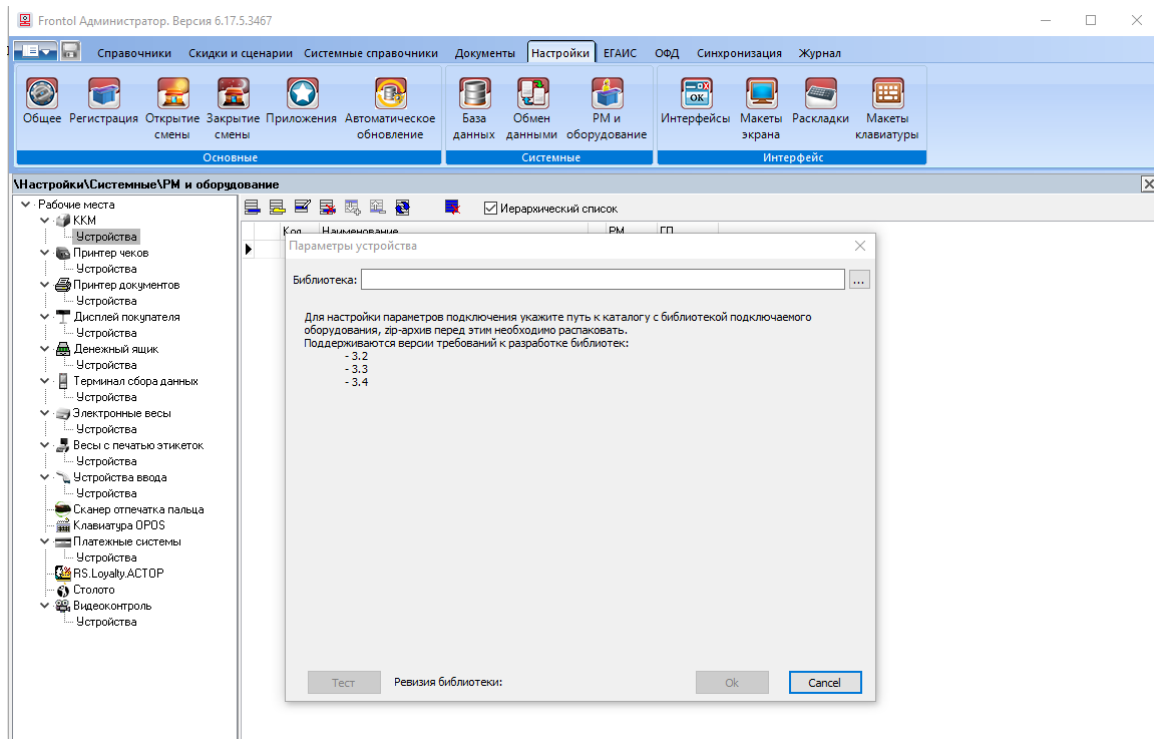 Frontol Администратор. Версия 6.17.5.3467
Справочники Скидки и сценарии Системные справочники Документы Настройки ЕГАИС ОФД Синхронизация Журнал
Общее Регистрация Открытие смены Закрытие смены Приложения Автоматическое обновление База данных Обмен данными РМ и оборудование Интерфейсы Макеты экрана Раскладки Макеты клавиатуры
Основные Системные Интерфейс
\Настройки\Системные\РМ и оборудование
Рабочие места
ККМ
Устройства
Принтер чеков
Устройства
Принтер документов
Устройства
Дисплей покупателя
Устройства
Денежный ящик
Устройства
Терминал сбора данных
Устройства
Электронные весы
Устройства
Весы с печатью этикеток
Устройства
Устройства ввода
Устройства
Сканер отпечатка пальца
Клавиатура OPOS
Платежные системы
Устройства
RS.Loyalty.АСТОР
Столото
Видеоконтроль
Устройства
Иерархический список
Код Наименование РМ ГП
Параметры устройства
Библиотека: ...
Для настройки параметров подключения укажите путь к каталогу с библиотекой подключаемого
оборудования, zip-архив перед этим необходимо распаковать.
Поддерживаются версии требований к разработке библиотек:
- 3.2
- 3.3
- 3.4
Тест Ревизия библиотеки: Ok Cancel